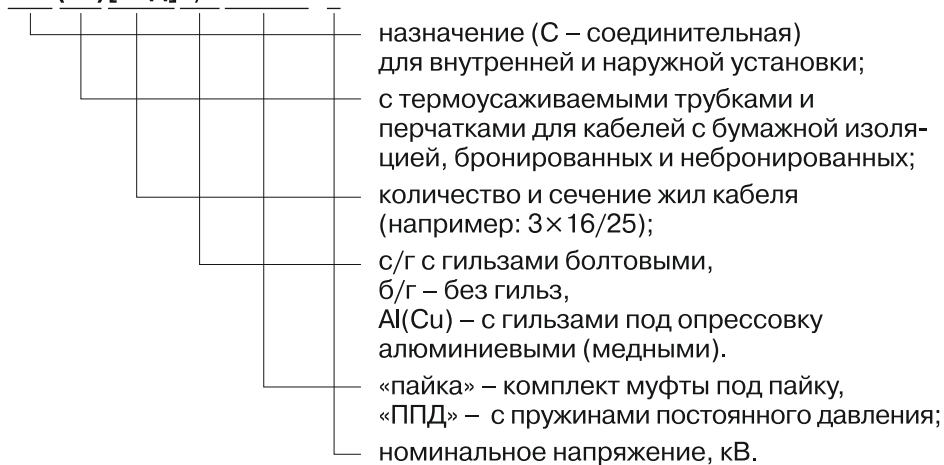 назначение (С – соединительная)
для внутренней и наружной установки;
с термоусаживаемыми трубками и
перчатками для кабелей с бумажной изоля-
цией, бронированных и небронированных;
количество и сечение жил кабеля
(например: 3×16/25);
с/г с гильзами болтовыми,
б/г – без гильз,
Al(Cu) – с гильзами под опрессовку
алюминиевыми (медными).
«пайка» – комплект муфты под пайку,
«ППД» – с пружинами постоянного давления;
номинальное напряжение, кВ.